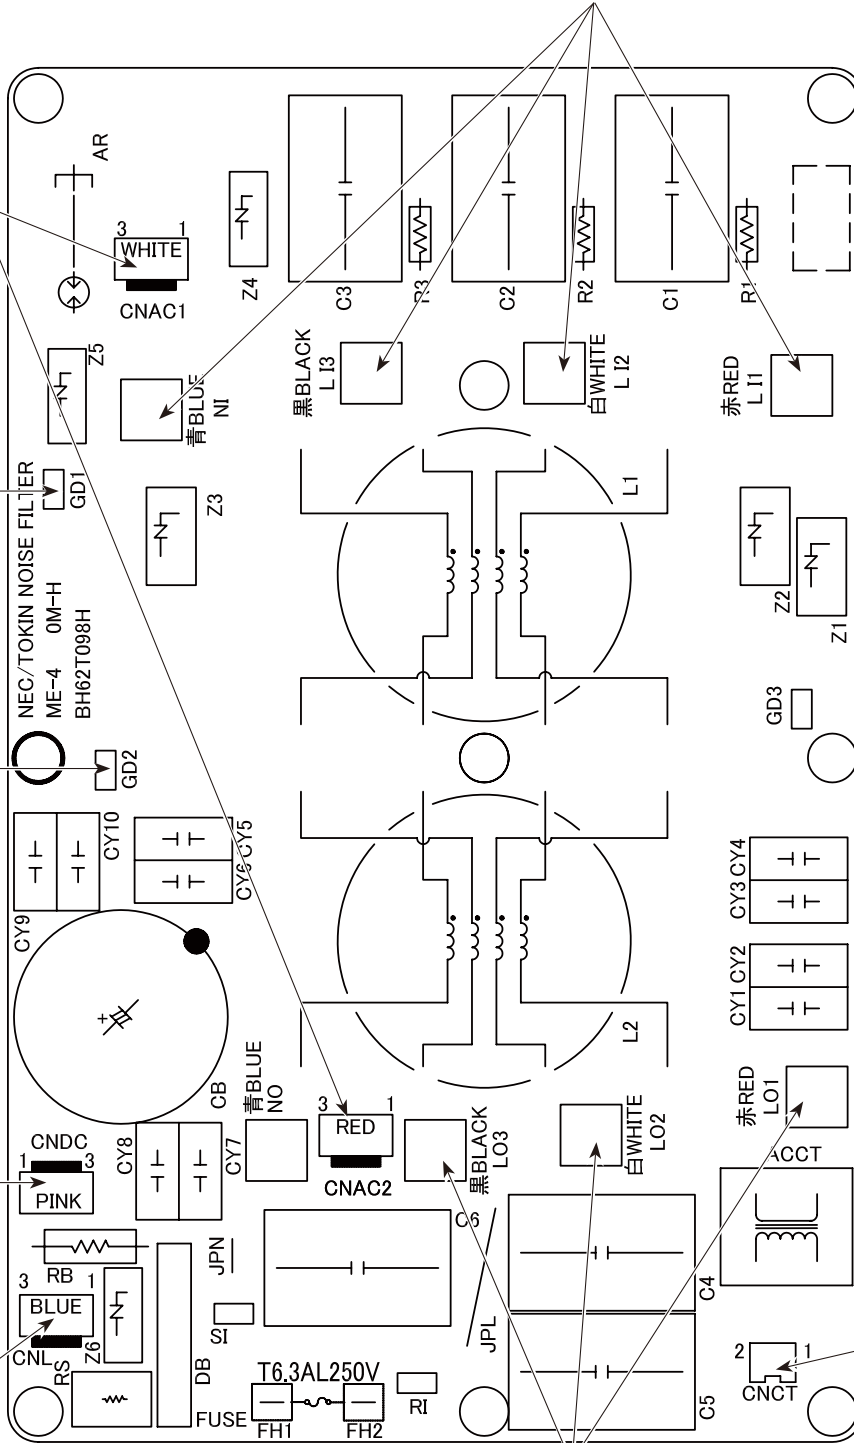 AR
3 1
WHITE
CNAC1
Z4
C3
R3
C2
R2
C1
R1
Z5
青BLUE
NI
黒BLACK
L I3
白WHITE
L I2
赤RED
L I1
GD1
Z3
L1
Z2
Z1
NEC/TOKIN NOISE FILTER
ME-4 0M-H
BH62T098H
GD2
GD3
CY10
CY9
CY5
CY6
CY4
CY3
CY2
CY1
L2
CB
青BLUE
NO
3 1
RED
CNAC2
黒BLACK
LO3
白WHITE
LO2
赤RED
LO1
ACCT
CNDC
1 3
PINK
CY8
CY7
C6
C4
JPN
RB
3 1
BLUE
CNL
Z6
RS
DB
SI
JPL
T6.3AL250V
FUSE
FH1
FH2
RI
C5
2 1
CNCT